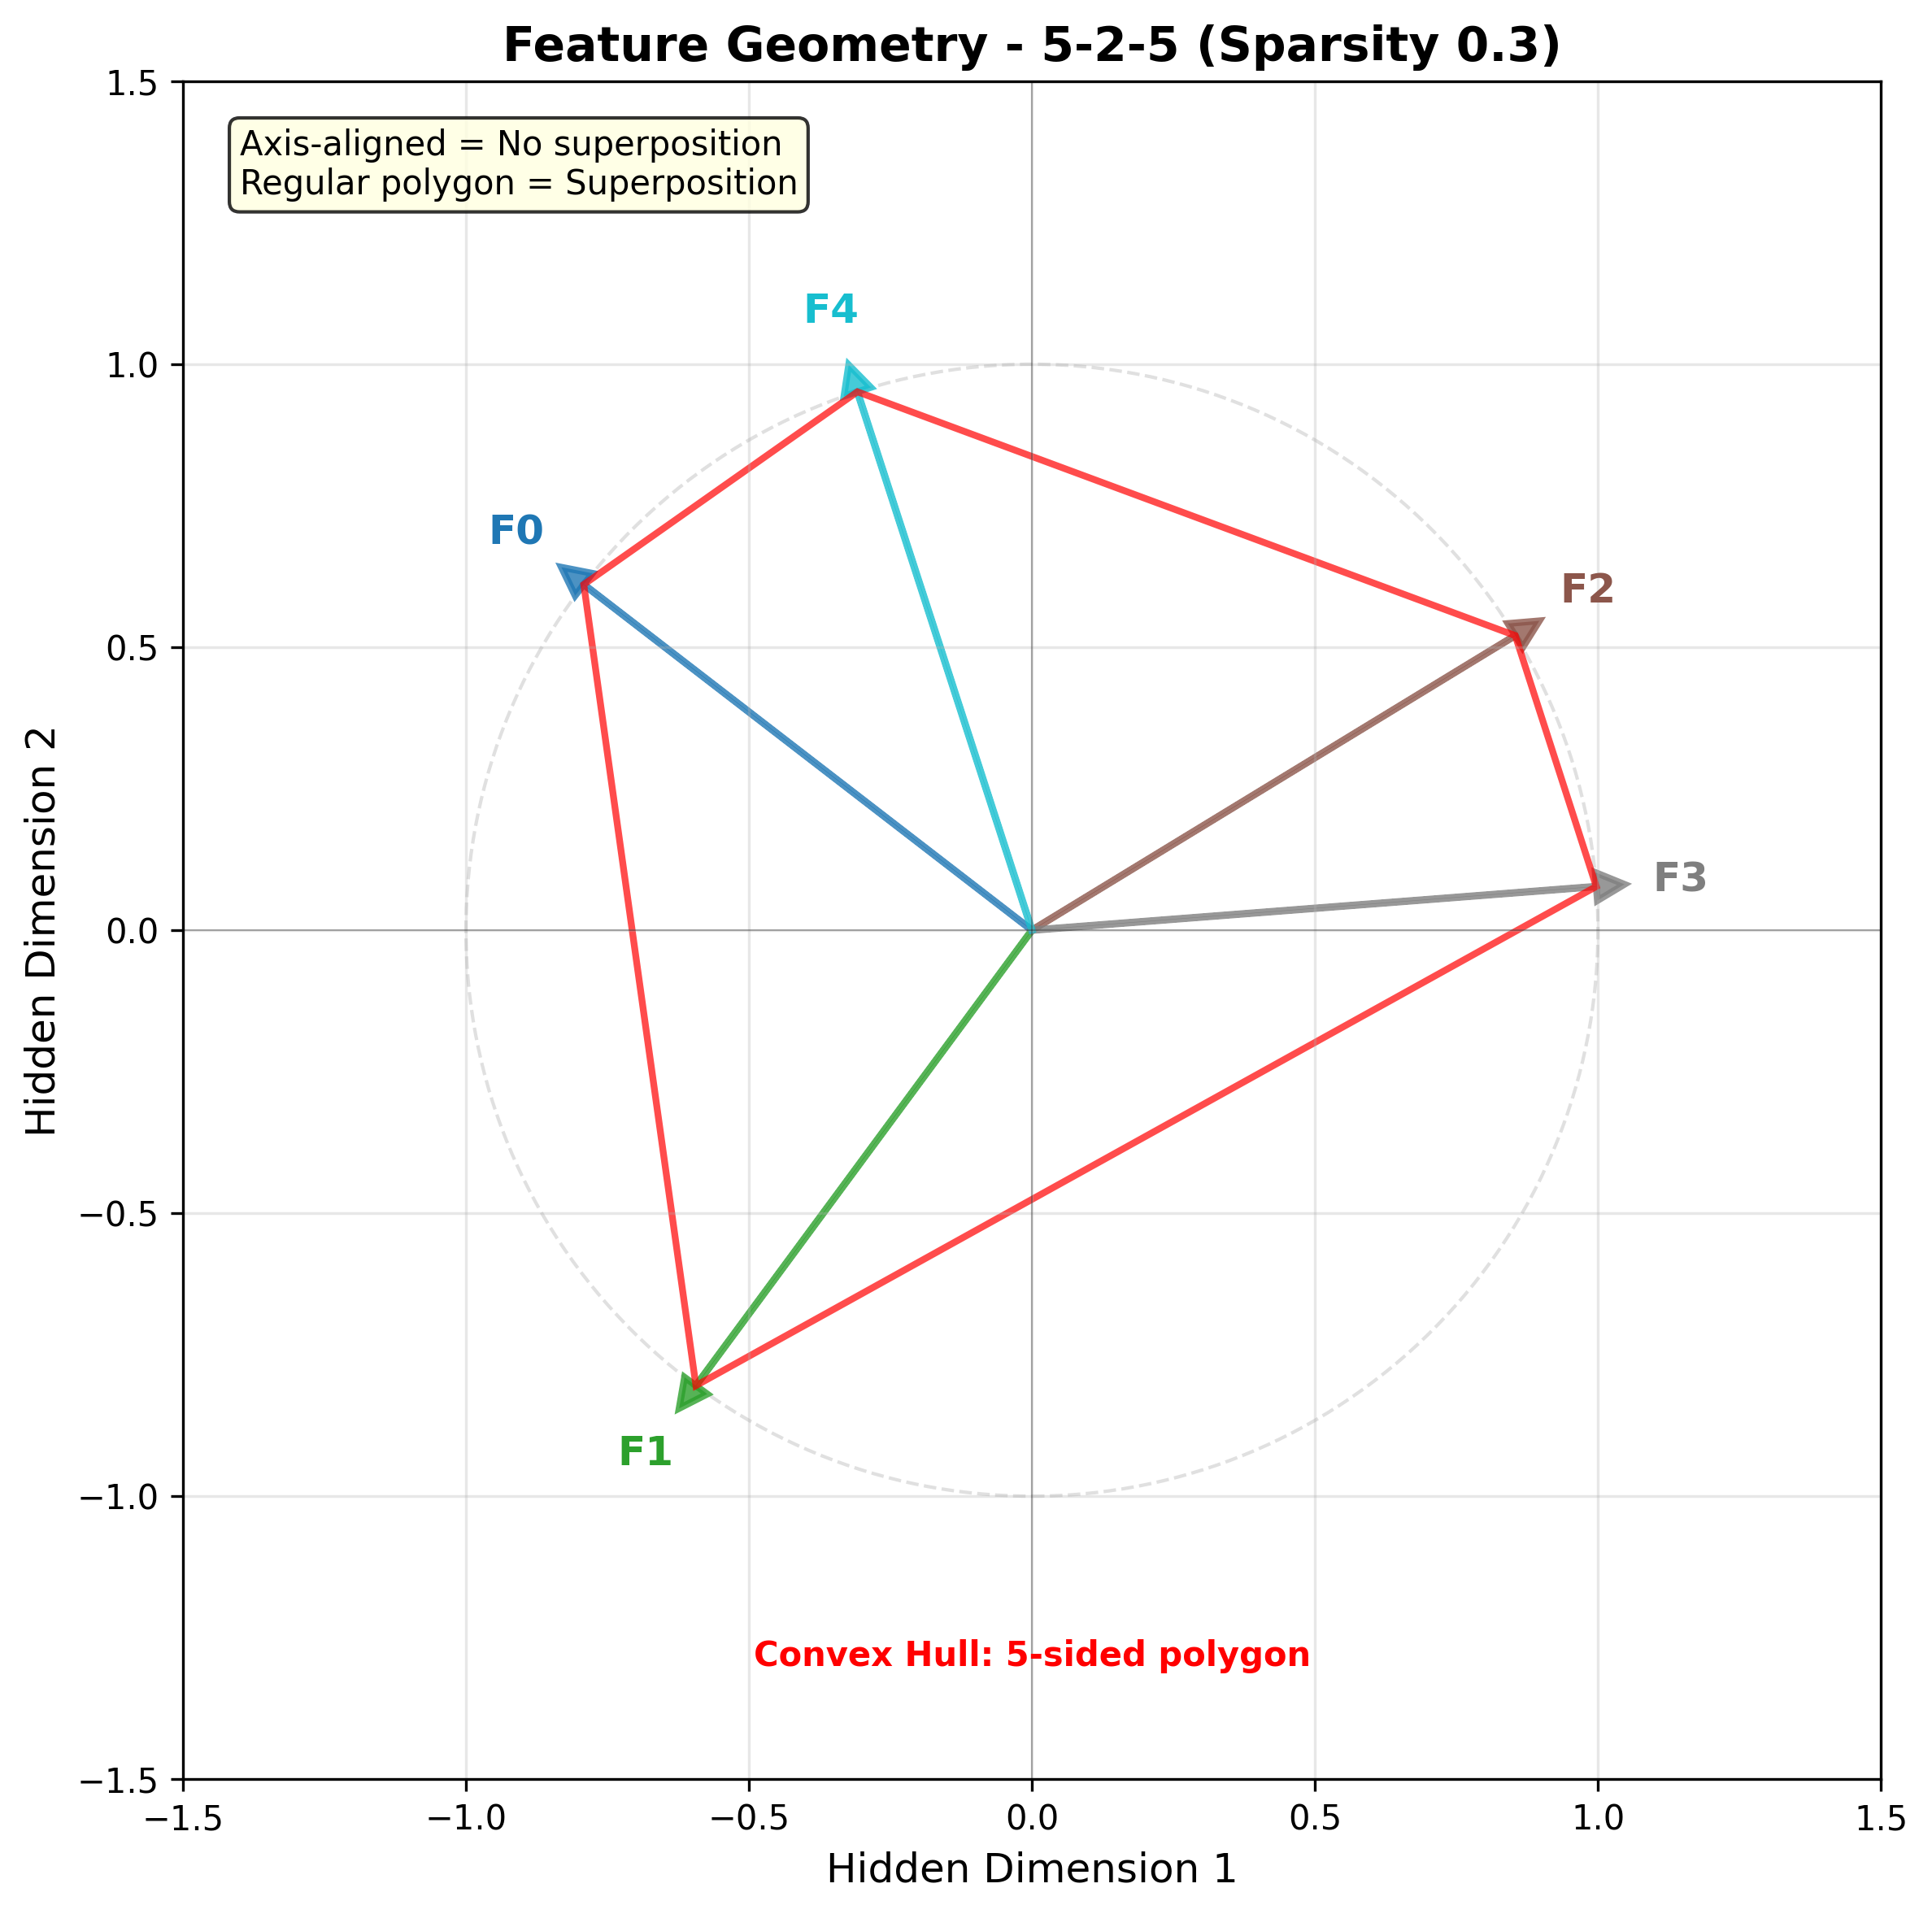 Feature Geometry - 5-2-5 (Sparsity 0.3)
Axis-aligned = No superposition
Regular polygon = Superposition
F4
F0
F2
F3
F1
Convex Hull: 5-sided polygon
1.5
1.0
0.5
0.0
−0.5
−1.0
−1.5
Hidden Dimension 2
−1.5 −1.0 −0.5 0.0 0.5 1.0 1.5
Hidden Dimension 1